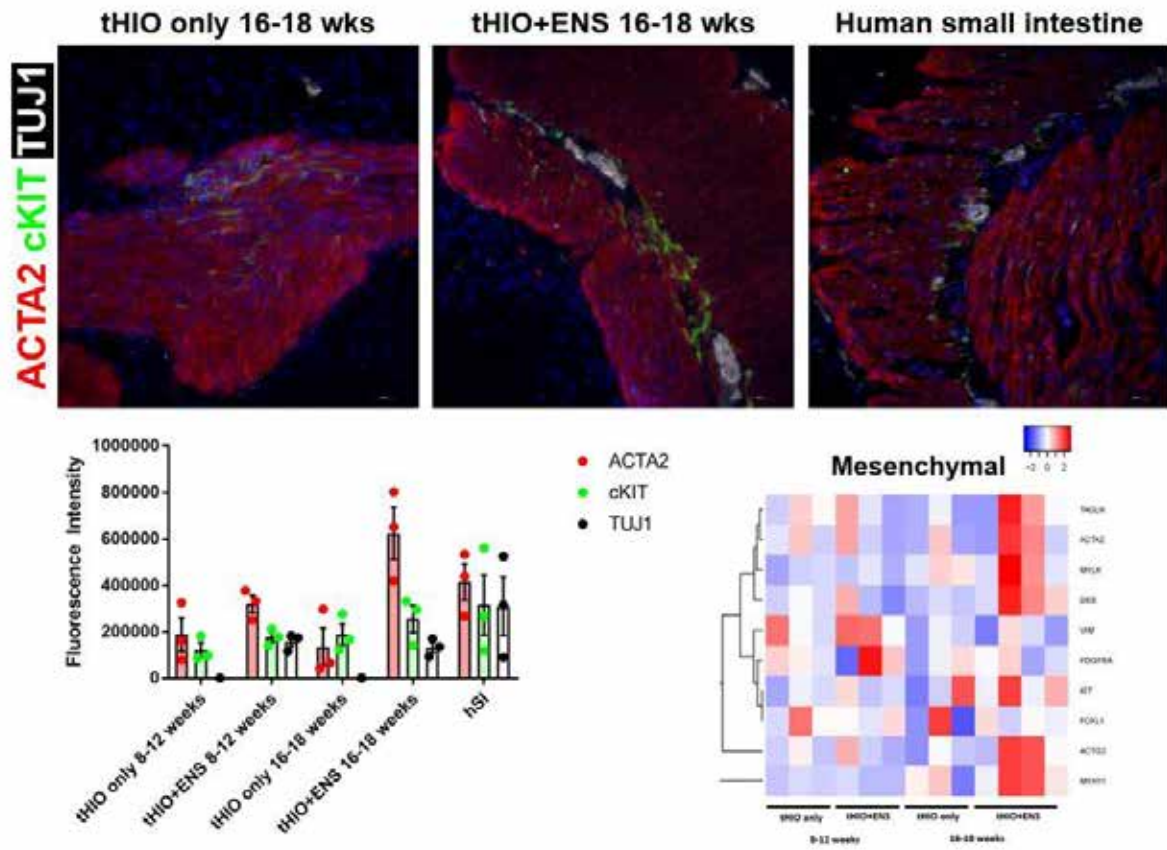 tHIO only 16-18 wks
tHIO+ENS 16-18 wks
Human small intestine
ACTA2 cKIT TUJ1
1000000
800000
600000
400000
200000
0
Fluorescence Intensity
tHIO only 8-12 weeks
tHIO+ENS 8-12 weeks
tHIO only 16-18 weeks
tHIO+ENS 16-18 weeks
hSI
ACTA2
cKIT
TUJ1
Mesenchymal
-2 0 2
ACTA2
MYLK
DES
VIM
PDGFRA
KIT
FOXL1
ACTG2
tHIO only
tHIO+ENS
tHIO only
tHIO+ENS
8-12 weeks
16-18 weeks